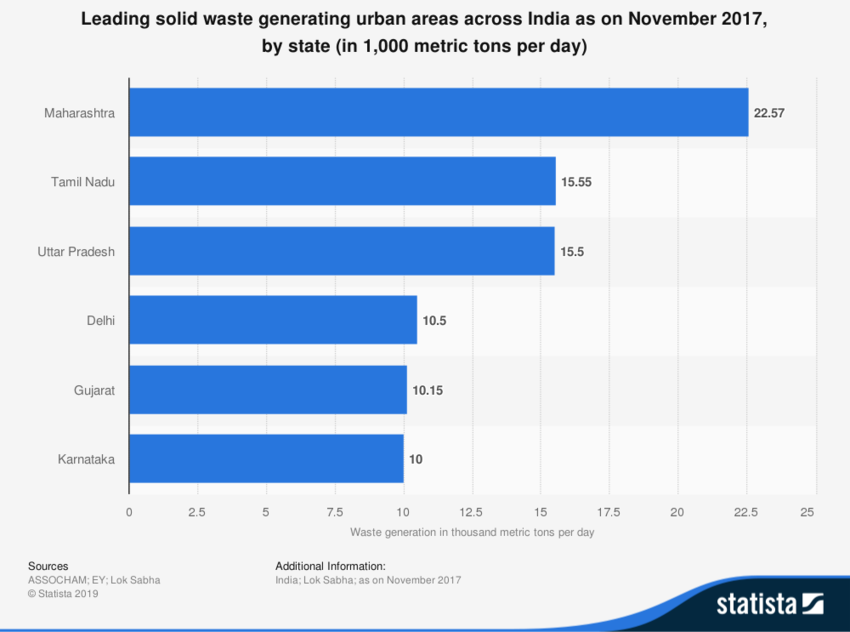 Leading solid waste generating urban areas across India as on November 2017,
by state (in 1,000 metric tons per day)
Maharashtra
22.57
Tamil Nadu
15.55
Uttar Pradesh
15.5
Delhi
10.5
Gujarat
10.15
Karnataka
10
0 2.5 5 7.5 10 12.5 15 17.5 20 22.5 25
Waste generation in thousand metric tons per day
Sources
ASSOCHAM; EY; Lok Sabha
© Statista 2019
Additional Information:
India; Lok Sabha; as on November 2017
statista